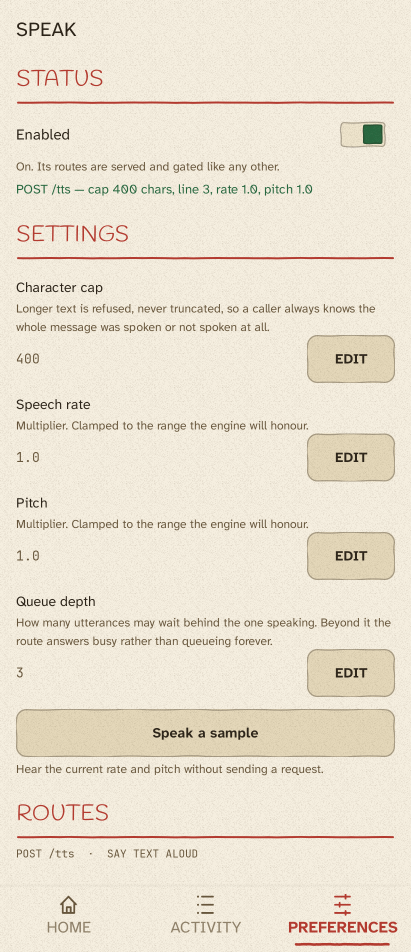 SPEAK
STATUS
Enabled
On. Its routes are served and gated like any other.
POST /tts — cap 400 chars, line 3, rate 1.0, pitch 1.0
SETTINGS
Character cap
Longer text is refused, never truncated, so a caller always knows the
whole message was spoken or not spoken at all.
400
EDIT
Speech rate
Multiplier. Clamped to the range the engine will honour.
1.0
EDIT
Pitch
Multiplier. Clamped to the range the engine will honour.
1.0
EDIT
Queue depth
How many utterances may wait behind the one speaking. Beyond it the
route answers busy rather than queueing forever.
3
EDIT
Speak a sample
Hear the current rate and pitch without sending a request.
ROUTES
POST /tts · SAY TEXT ALOUD
HOME
ACTIVITY
PREFERENCES